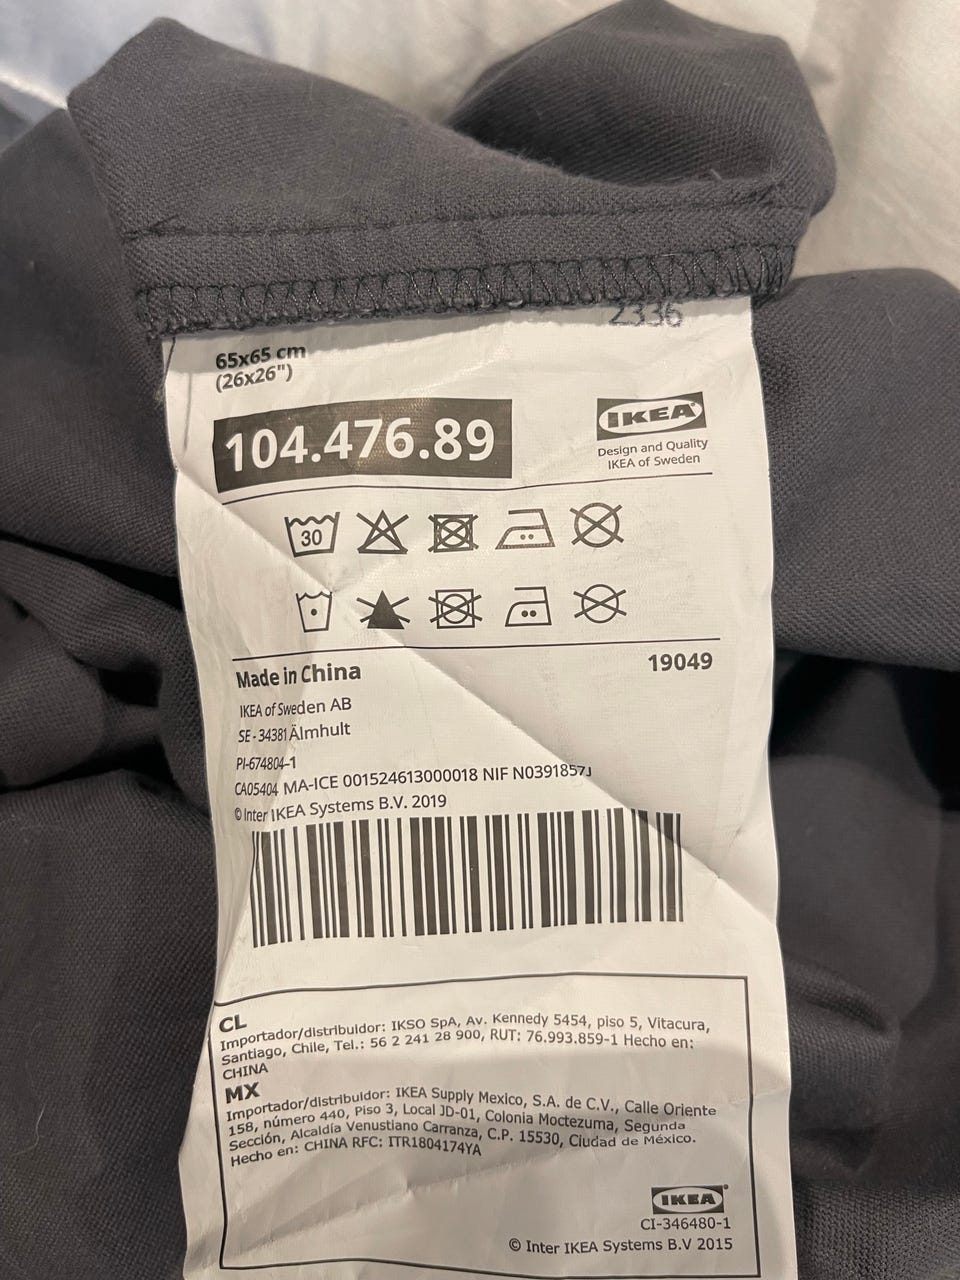 2336
65x65 cm
(26x26")
104.476.89
IKEA®
Design and Quality
IKEA of Sweden
30
Made in China
19049
IKEA of Sweden AB
SE - 34381 Älmhult
PI-674804-1
CA05404 MA-ICE 001524613000018 NIF N0391857J
© Inter IKEA Systems B.V. 2019
CL
Importador/distribuidor: IKSO SpA, Av. Kennedy 5454, piso 5, Vitacura,
Santiago, Chile, Tel.: 56 2 241 28 900, RUT: 76.993.859-1 Hecho en:
CHINA
MX
Importador/distribuidor: IKEA Supply Mexico, S.A. de C.V., Calle Oriente
158, número 440, Piso 3, Local JD-01, Colonia Moctezuma, Segunda
Sección, Alcaldía Venustiano Carranza, C.P. 15530, Ciudad de México.
Hecho en: CHINA RFC: ITR1804174YA
IKEA®
CI-346480-1
© Inter IKEA Systems B.V 2015